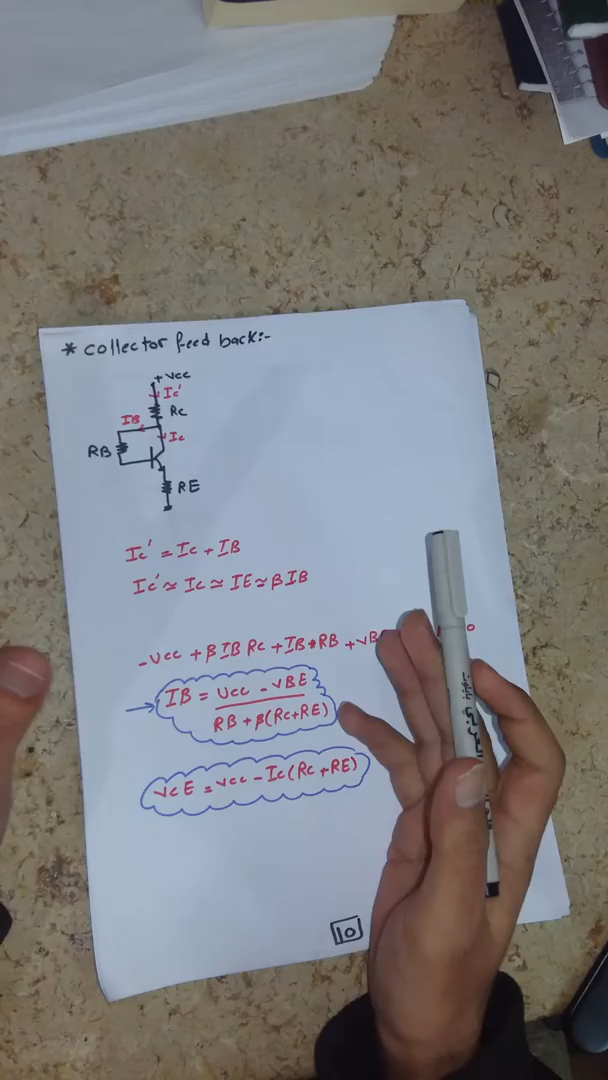 * collector feed back:-
+ Vcc
Ic'
Rc
IB
Ic
RB
RE
Ic' = Ic + IB
Ic' ≃ Ic ≃ IE ≃ βIB
-Vcc + βIB Rc + IB*RB + VB
IB = Vcc - VBE
RB + β(Rc+RE)
VCE = Vcc - Ic(Rc + RE)
10